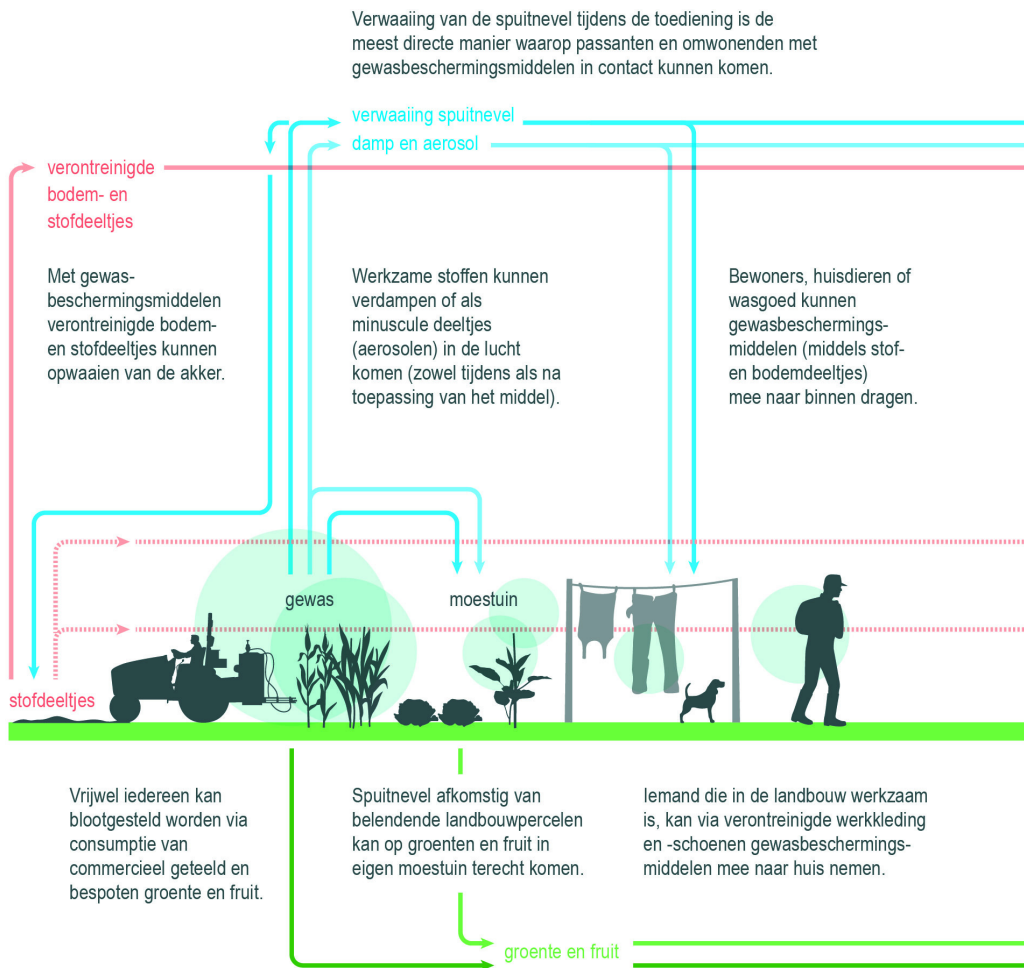 Verwaaiing van de spuitnevel tijdens de toediening is de
meest directe manier waarop passanten en omwonenden met
gewasbeschermingsmiddelen in contact kunnen komen.
verwaaiing spuitnevel
damp en aerosol
verontreinigde
bodem- en
stofdeeltjes
Met gewas-
beschermingsmiddelen
verontreinigde bodem-
en stofdeeltjes kunnen
opwaaien van de akker.
Werkzame stoffen kunnen
verdampen of als
minuscule deeltjes
(aerosolen) in de lucht
komen (zowel tijdens als na
toepassing van het middel).
Bewoners, huisdieren of
wasgoed kunnen
gewasbeschermings-
middelen (middels stof-
en bodemdeeltjes)
mee naar binnen dragen.
gewas
moestuin
stofdeeltjes
Vrijwel iedereen kan
blootgesteld worden via
consumptie van
commercieel geteeld en
bespoten groente en fruit.
Spuitnevel afkomstig van
belendende landbouwpercelen
kan op groenten en fruit in
eigen moestuin terecht komen.
Iemand die in de landbouw werkzaam
is, kan via verontreinigde werkkleding
en -schoenen gewasbeschermings-
middelen mee naar huis nemen.
groente en fruit